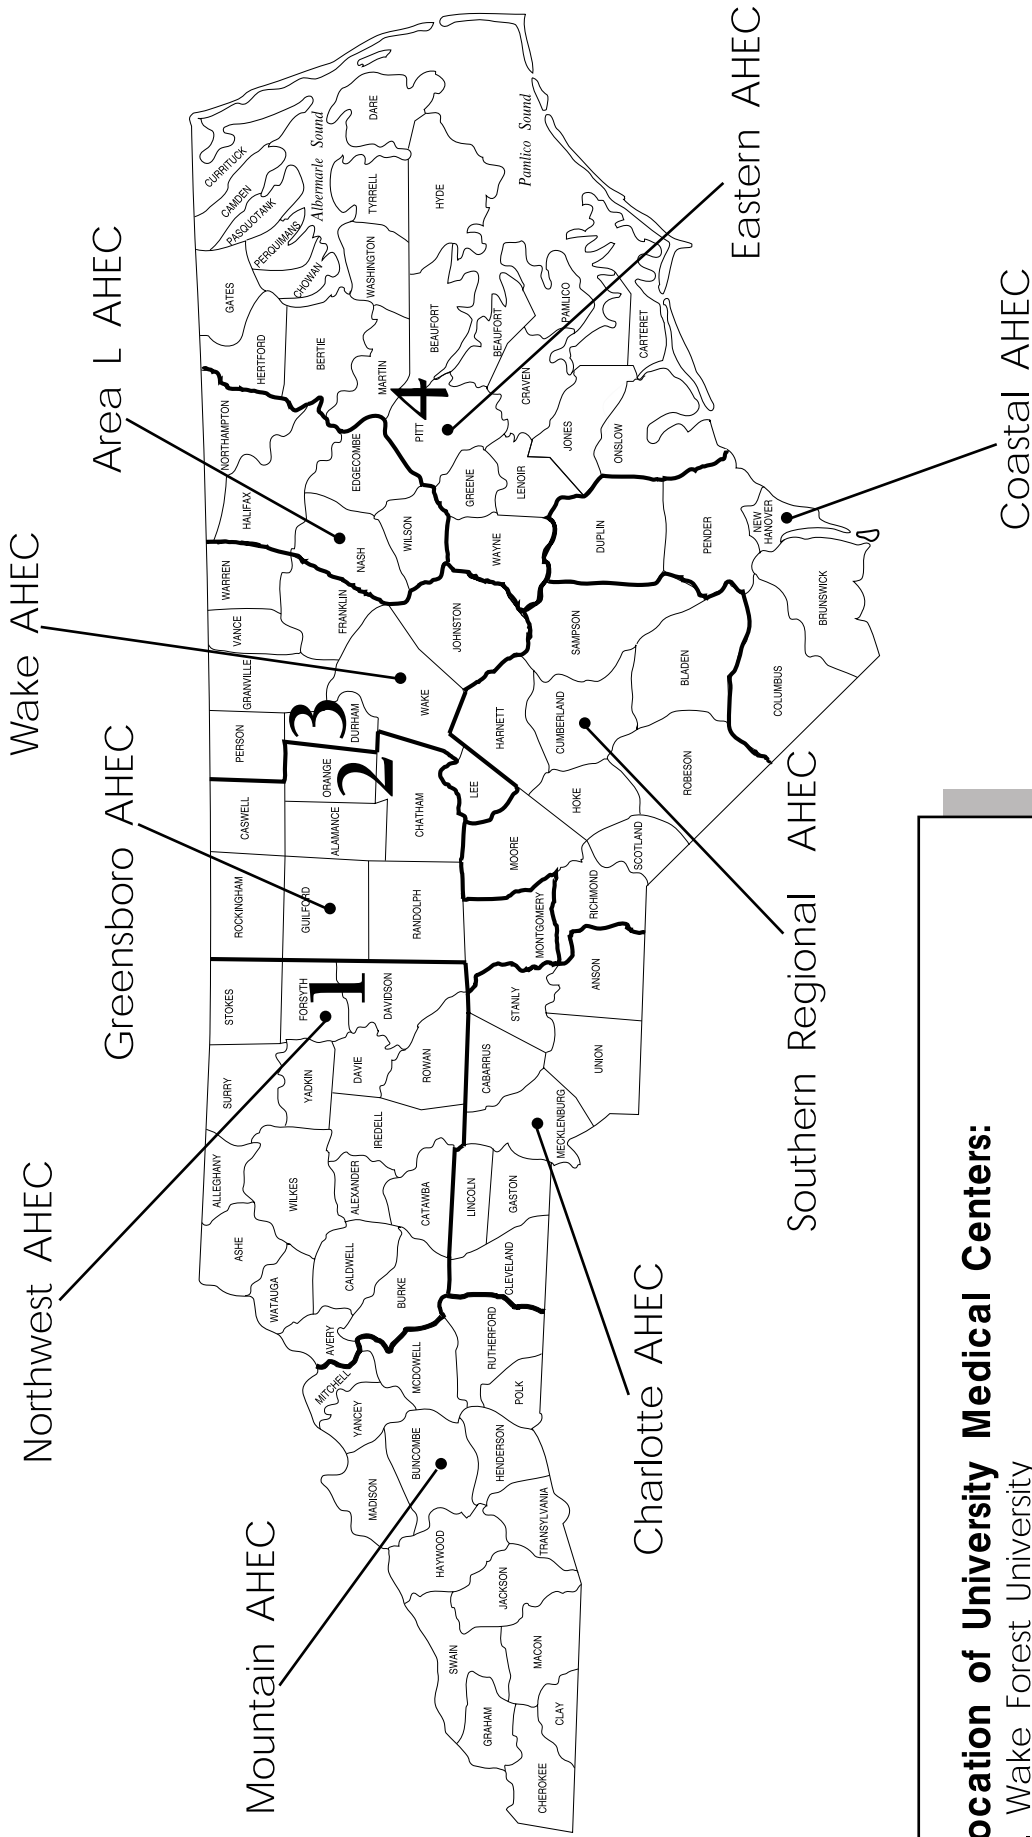 Northwest AHEC
Greensboro AHEC
Wake AHEC
Area L AHEC
Mountain AHEC
Charlotte AHEC
Southern Regional AHEC
Coastal AHEC
Eastern AHEC
CHEROKEE
GRAHAM
CLAY
SWAIN
MACON
JACKSON
HAYWOOD
TRANSYLVANIA
MADISON
BUNCOMBE
HENDERSON
YANCEY
MITCHELL
AVERY
MCDOWELL
POLK
RUTHERFORD
CLEVELAND
BURKE
WATAUGA
CALDWELL
ASHE
ALLEGHANY
WILKES
ALEXANDER
CATAWBA
LINCOLN
GASTON
SURRY
YADKIN
IREDELL
DAVIE
ROWAN
CABARRUS
MECKLENBURG
UNION
STOKES
FORSYTH
1
DAVIDSON
STANLY
ANSON
ROCKINGHAM
GUILFORD
RANDOLPH
MONTGOMERY
RICHMOND
CASWELL
ALAMANCE
ORANGE
2
CHATHAM
MOORE
LEE
HOKE
SCOTLAND
PERSON
DURHAM
3
GRANVILLE
VANCE
WARREN
FRANKLIN
WAKE
HARNETT
CUMBERLAND
ROBESON
JOHNSTON
SAMPSON
BLADEN
COLUMBUS
BRUNSWICK
HALIFAX
NORTHAMPTON
NASH
EDGECOMBE
WILSON
WAYNE
DUPLIN
PENDER
NEW
HANOVER
GREENE
LENOIR
PITT
4
JONES
ONSLOW
CRAVEN
HERTFORD
BERTIE
MARTIN
BEAUFORT
BEAUFORT
PAMLICO
CARTERET
GATES
CHOWAN
PERQUIMANS
PASQUOTANK
CAMDEN
CURRITUCK
WASHINGTON
TYRRELL
DARE
HYDE
Albermarle Sound
Pamlico Sound
ocation of University Medical Centers:
Wake Forest University